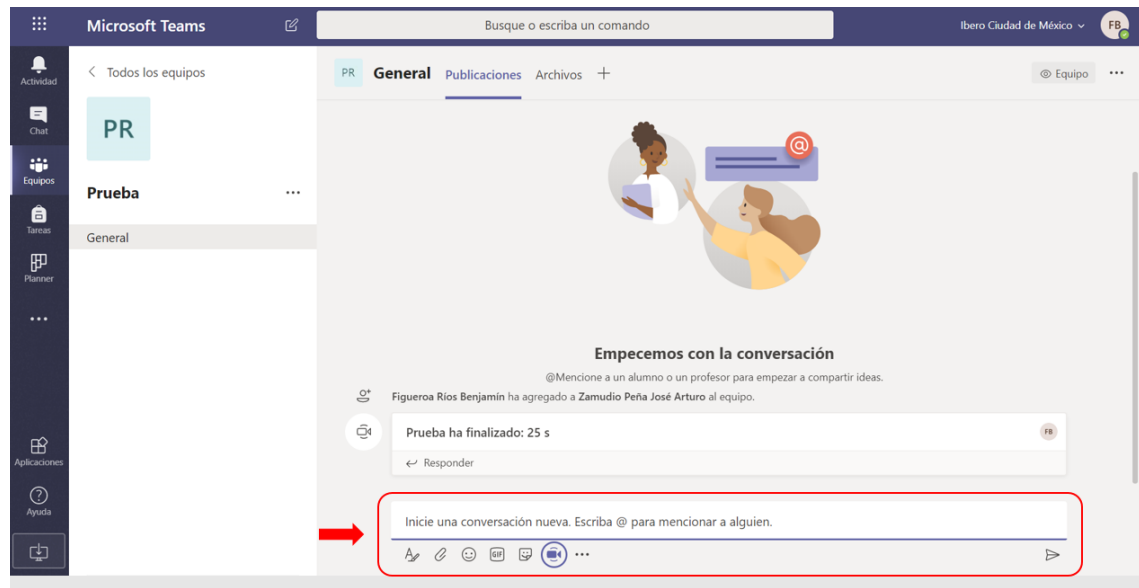 Microsoft Teams
Busque o escriba un comando
Ibero Ciudad de México
FB
Actividad
Chat
Equipos
Tareas
Planner
Aplicaciones
Ayuda
Todos los equipos
PR
Prueba
General
PR General Publicaciones Archivos
Equipo
@
Empecemos con la conversación
@Mencione a un alumno o un profesor para empezar a compartir ideas.
Figueroa Ríos Benjamín ha agregado a Zamudio Peña José Arturo al equipo.
Prueba ha finalizado: 25 s
FB
Responder
Inicie una conversación nueva. Escriba @ para mencionar a alguien.
GIF